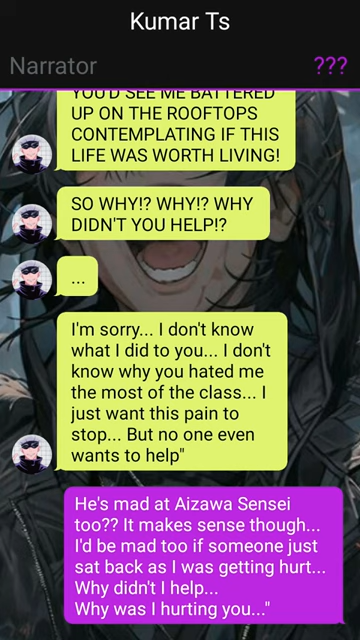 Kumar Ts
Narrator
???
YOU'D SEE ME BATTERED
UP ON THE ROOFTOPS
CONTEMPLATING IF THIS
LIFE WAS WORTH LIVING!
SO WHY!? WHY!? WHY
DIDN'T YOU HELP!?
...
I'm sorry... I don't know
what I did to you... I don't
know why you hated me
the most of the class... I
just want this pain to
stop... But no one even
wants to help"
He's mad at Aizawa Sensei
too?? It makes sense though...
I'd be mad too if someone just
sat back as I was getting hurt...
Why didn't I help...
Why was I hurting you..."